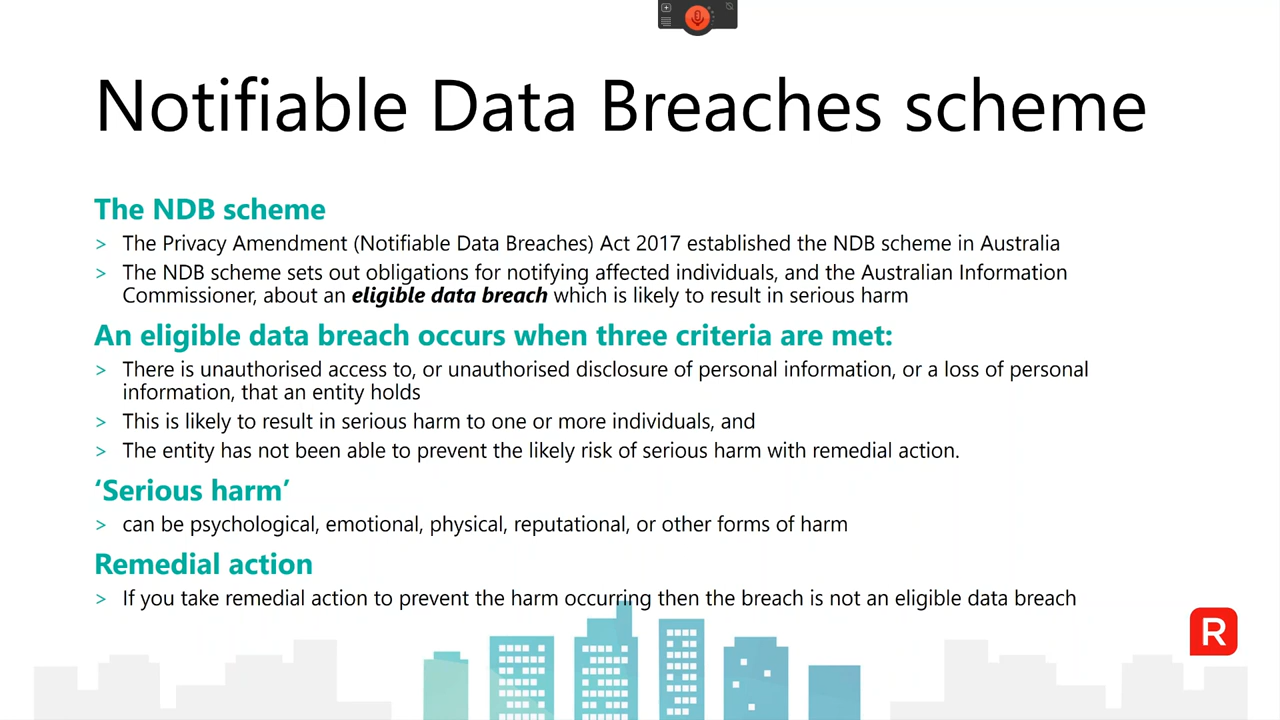 Notifiable Data Breaches scheme
The NDB scheme
> The Privacy Amendment (Notifiable Data Breaches) Act 2017 established the NDB scheme in Australia
> The NDB scheme sets out obligations for notifying affected individuals, and the Australian Information
Commissioner, about an eligible data breach which is likely to result in serious harm
An eligible data breach occurs when three criteria are met:
> There is unauthorised access to, or unauthorised disclosure of personal information, or a loss of personal
information, that an entity holds
> This is likely to result in serious harm to one or more individuals, and
> The entity has not been able to prevent the likely risk of serious harm with remedial action.
‘Serious harm’
> can be psychological, emotional, physical, reputational, or other forms of harm
Remedial action
> If you take remedial action to prevent the harm occurring then the breach is not an eligible data breach
R